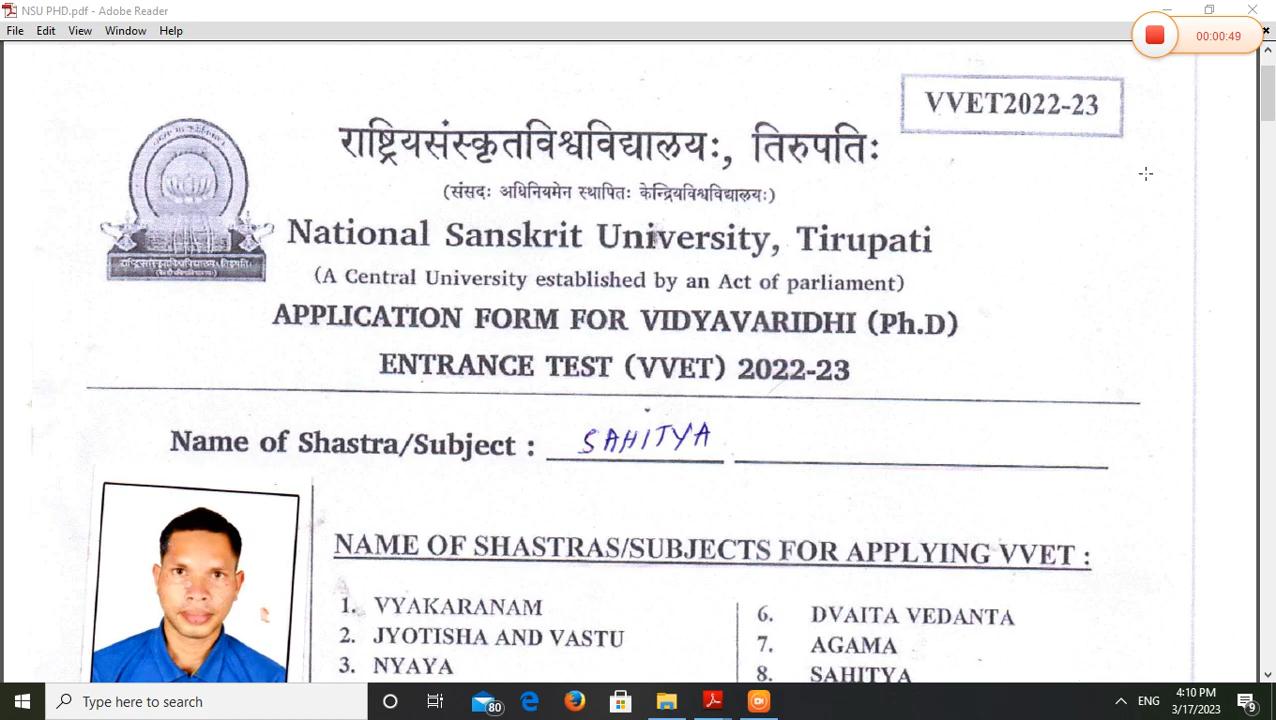 NSU PHD.pdf - Adobe Reader
File Edit View Window Help
00:00:49
VVET2022-23
राष्ट्रियसंस्कृतविश्वविद्यालयः, तिरुपतिः
(संसदः अधिनियमेन स्थापितः केन्द्रियविश्वविद्यालयः)
National Sanskrit University, Tirupati
(A Central University established by an Act of parliament)
APPLICATION FORM FOR VIDYAVARIDHI (Ph.D)
ENTRANCE TEST (VVET) 2022-23
Name of Shastra/Subject : SAHITYA
NAME OF SHASTRAS/SUBJECTS FOR APPLYING VVET :
1. VYAKARANAM
2. JYOTISHA AND VASTU
3. NYAYA
6. DVAITA VEDANTA
7. AGAMA
8. SAHITYA
Type here to search
80
ENG
4:10 PM
3/17/2023
9